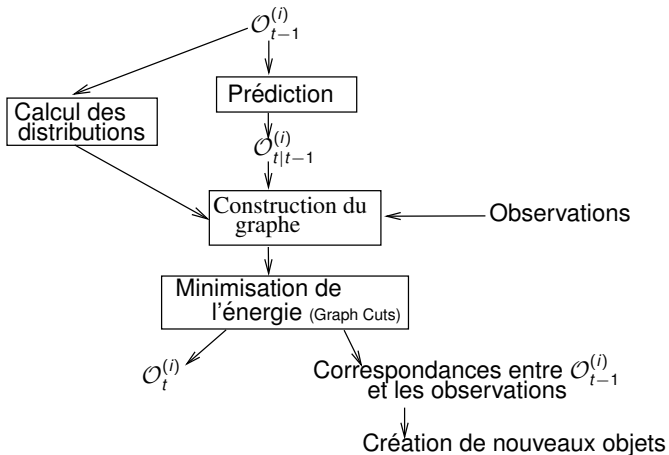 𝒪_{t−1}^{(i)}
Calcul des
distributions
Prédiction
𝒪_{t|t−1}^{(i)}
Construction du
graphe
Observations
Minimisation de
l'énergie (Graph Cuts)
𝒪_{t}^{(i)}
Correspondances entre 𝒪_{t−1}^{(i)}
et les observations
Création de nouveaux objets